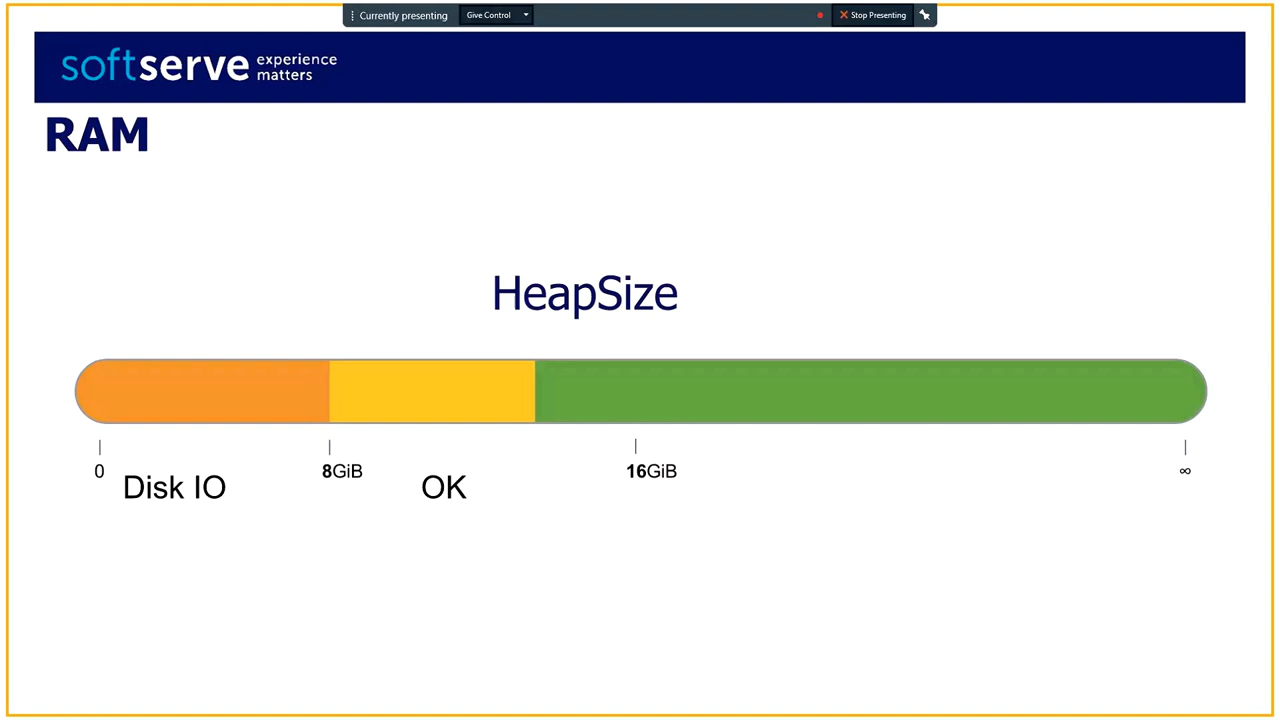 Currently presenting Give Control Stop Presenting
softserve experience matters
RAM
HeapSize
0 8GiB 16GiB ∞
Disk IO OK